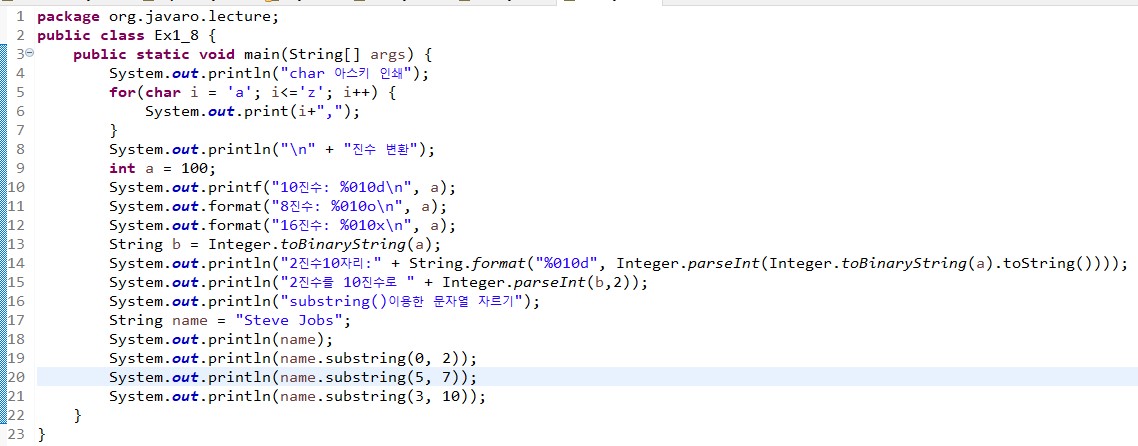 1 package org.javaro.lecture;
2 public class Ex1_8 {
3 public static void main(String[] args) {
4 System.out.println("char 아스키 인쇄");
5 for(char i = 'a'; i<='z'; i++) {
6 System.out.print(i+",");
7 }
8 System.out.println("\n" + "진수 변환");
9 int a = 100;
10 System.out.printf("10진수: %010d\n", a);
11 System.out.format("8진수: %010o\n", a);
12 System.out.format("16진수: %010x\n", a);
13 String b = Integer.toBinaryString(a);
14 System.out.println("2진수10자리:" + String.format("%010d", Integer.parseInt(Integer.toBinaryString(a).toString())));
15 System.out.println("2진수를 10진수로 " + Integer.parseInt(b,2));
16 System.out.println("substring()이용한 문자열 자르기");
17 String name = "Steve Jobs";
18 System.out.println(name);
19 System.out.println(name.substring(0, 2));
20 System.out.println(name.substring(5, 7));
21 System.out.println(name.substring(3, 10));
22 }
23 }